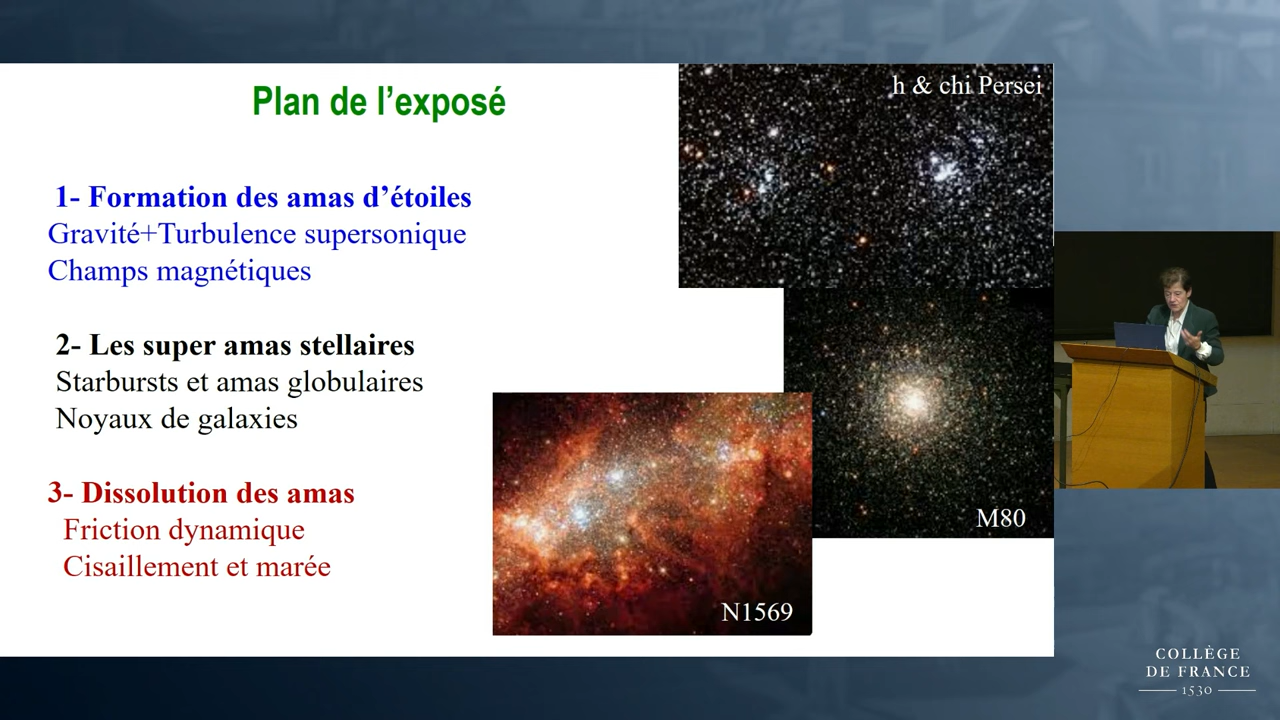 Plan de l'exposé
1- Formation des amas d'étoiles
Gravité+Turbulence supersonique
Champs magnétiques
2- Les super amas stellaires
Starbursts et amas globulaires
Noyaux de galaxies
3- Dissolution des amas
Friction dynamique
Cisaillement et marée
h & chi Persei
M80
N1569
COLLÈGE
DE FRANCE
1530